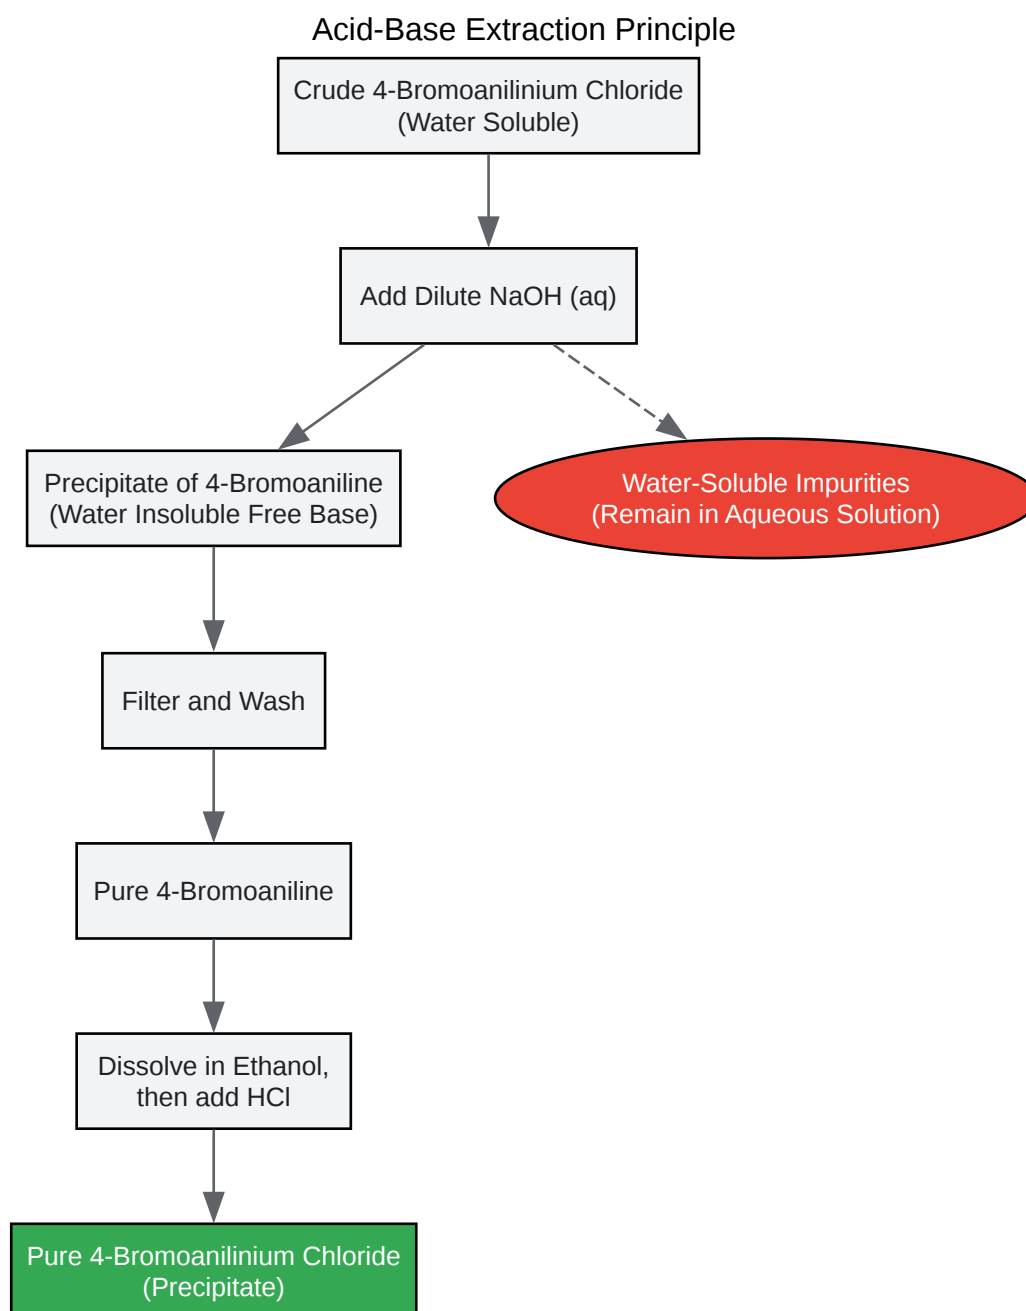 Acid-Base Extraction Principle
Crude 4-Bromoanilinium Chloride
(Water Soluble)
Add Dilute NaOH (aq)
Precipitate of 4-Bromoaniline
(Water Insoluble Free Base)
Water-Soluble Impurities
(Remain in Aqueous Solution)
Filter and Wash
Pure 4-Bromoaniline
Dissolve in Ethanol,
then add HCl
Pure 4-Bromoanilinium Chloride
(Precipitate)